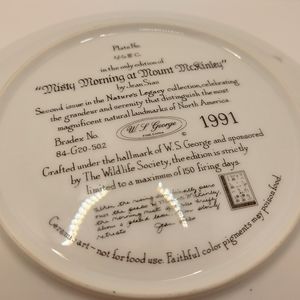 Plate No.
in the only edition of
"Misty Morning at Mount McKinley"
by Jean Sias
Second issue in the Nature's Legacy collection, celebrating
the grandeur and serenity that distinguish the most
magnificent natural landmarks of North America
Bradex No.
84-G20-50.2
W. S. George
1991
Crafted under the hallmark of W. S. George and sponsored
by The Wildlife Society, the edition is strictly
limited to a maximum of 150 firing days.
Ceramic art - not for food use. Faithful color pigments may poison food.